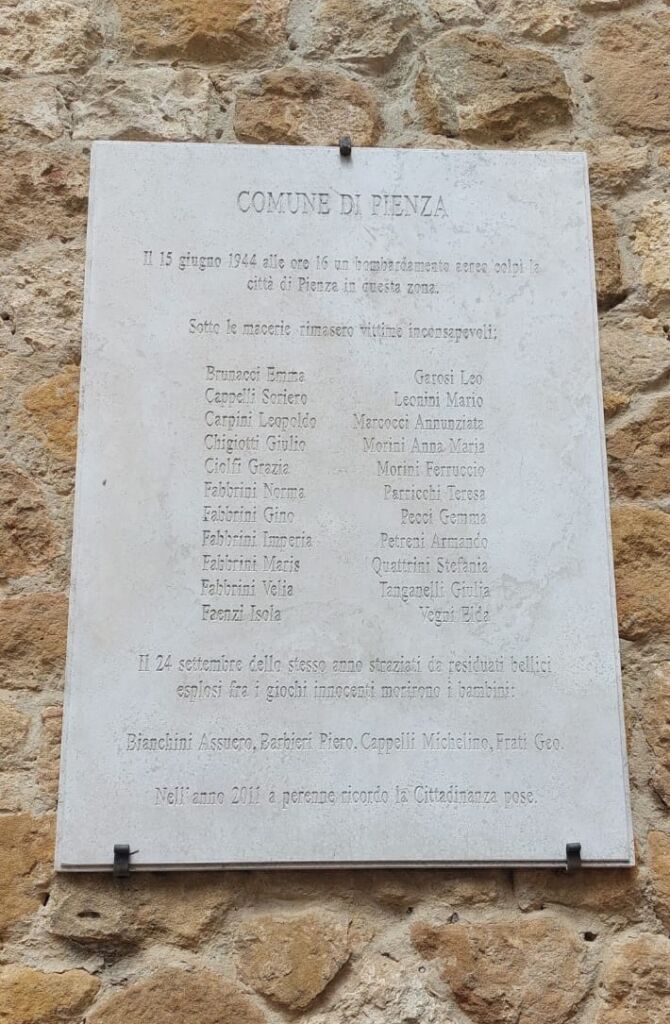 COMUNE DI PIENZA
Il 15 giugno 1944 alle ore 16 un bombardamento aereo colpì la
città di Pienza in questa zona.
Sotto le macerie rimasero vittime inconsapevoli:
Brunacci Emma Garosi Leo
Cappelli Soriero Leonini Mario
Carpini Leopoldo Marcocci Annunziata
Chigiotti Giulio Morini Anna Maria
Ciolfi Grazia Morini Ferruccio
Fabbrini Norma Parricchi Teresa
Fabbrini Gino Pecci Gemma
Fabbrini Imperia Petreni Armando
Fabbrini Maris Quattrini Stefania
Fabbrini Velia Tanganelli Giulia
Faenzi Isola Vegni Elda
Il 24 settembre dello stesso anno straziati da residuati bellici
esplosi fra i giochi innocenti morirono i bambini:
Bianchini Assuero, Barbieri Piero. Cappelli Michelino, Frati Geo.
Nell'anno 2011 a perenne ricordo la Cittadinanza pose.